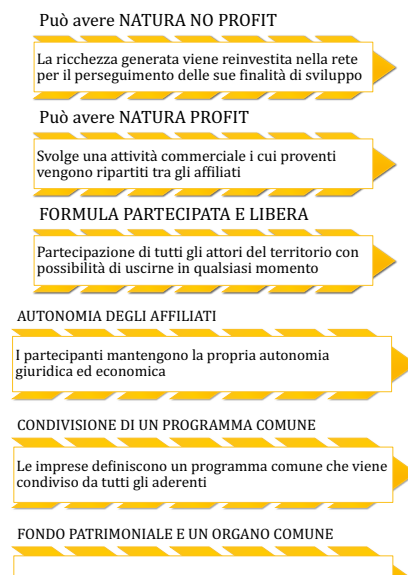 Può avere NATURA NO PROFIT
La ricchezza generata viene reinvestita nella rete
per il perseguimento delle sue finalità di sviluppo
Può avere NATURA PROFIT
Svolge una attività commerciale i cui proventi
vengono ripartiti tra gli affiliati
FORMULA PARTECIPATA E LIBERA
Partecipazione di tutti gli attori del territorio con
possibilità di uscirne in qualsiasi momento
AUTONOMIA DEGLI AFFILIATI
I partecipanti mantengono la propria autonomia
giuridica ed economica
CONDIVISIONE DI UN PROGRAMMA COMUNE
Le imprese definiscono un programma comune che viene
condiviso da tutti gli aderenti
FONDO PATRIMONIALE E UN ORGANO COMUNE